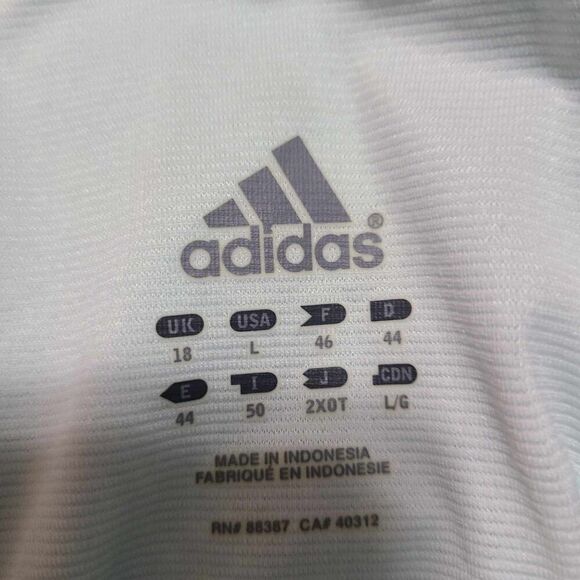 adidas®
UK USA F D
18 L 46 44
E I J CDN
44 50 2XOT L/G
MADE IN INDONESIA
FABRIQUÉ EN INDONESIE
RN# 88387 CA# 40312